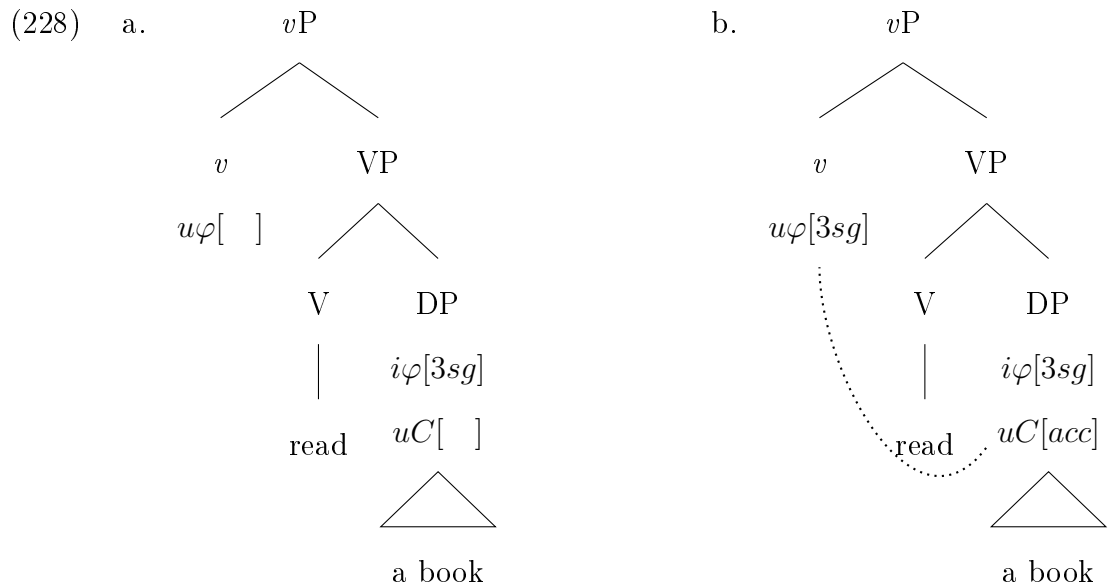 (228) a. vP b. vP
v VP v VP
uφ[ ] uφ[3sg]
V DP V DP
iφ[3sg] iφ[3sg]
uC[ ] uC[acc]
read read
a book a book